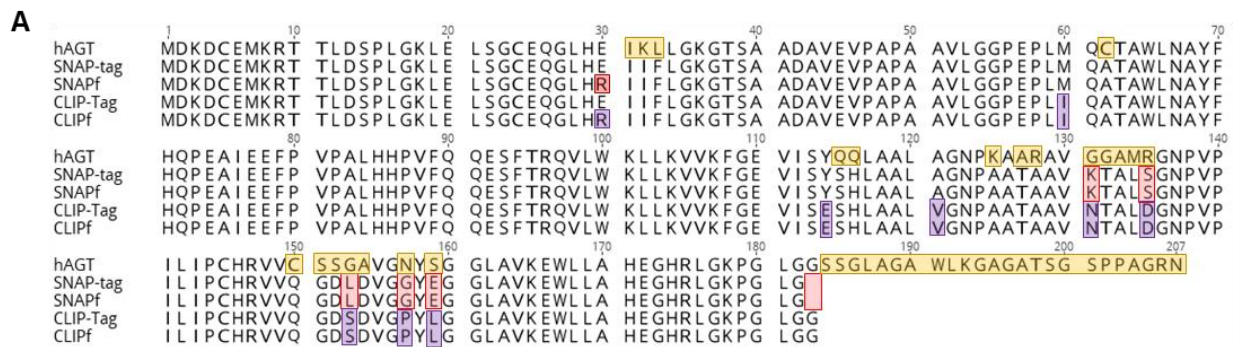 A
1 10 20 30 40 50 60 70
hAGT MDKDCEMKRT TLDSPLGKLE LSGCEQGLHE IKLLGKGTSA ADAVEVPAPA AVLGGPEPLM QCTAWLNAYF
SNAP-tag MDKDCEMKRT TLDSPLGKLE LSGCEQGLHE IIFLGKGTSA ADAVEVPAPA AVLGGPEPLM QATAWLNAYF
SNAPf MDKDCEMKRT TLDSPLGKLE LSGCEQGLHR IIFLGKGTSA ADAVEVPAPA AVLGGPEPLM QATAWLNAYF
CLIP-Tag MDKDCEMKRT TLDSPLGKLE LSGCEQGLHE IIFLGKGTSA ADAVEVPAPA AVLGGPEPLI QATAWLNAYF
CLIPf MDKDCEMKRT TLDSPLGKLE LSGCEQGLHR IIFLGKGTSA ADAVEVPAPA AVLGGPEPLI QATAWLNAYF
80 90 100 110 120 130 140
hAGT HQPEAIEEFP VPALHHPVFQ QESFTRQVLW KLLKVVKFGE VISYQQLAAL AGNPKAARAV GGAMRGNPVP
SNAP-tag HQPEAIEEFP VPALHHPVFQ QESFTRQVLW KLLKVVKFGE VISYSHLAAL AGNPAATAAV KTALSGNPVP
SNAPf HQPEAIEEFP VPALHHPVFQ QESFTRQVLW KLLKVVKFGE VISYSHLAAL AGNPAATAAV KTALSGNPVP
CLIP-Tag HQPEAIEEFP VPALHHPVFQ QESFTRQVLW KLLKVVKFGE VISESHLAAL VGNPAATAAV NTALDGNPVP
CLIPf HQPEAIEEFP VPALHHPVFQ QESFTRQVLW KLLKVVKFGE VISESHLAAL VGNPAATAAV NTALDGNPVP
150 160 170 180 190 200 207
hAGT ILIPCHRVVC SSGAVGNYSG GLAVKEWLLA HEGHRLGKPG LGGSSGLAGA WLKGAGATSG SPPAGRN
SNAP-tag ILIPCHRVVQ GDLDVGGYEG GLAVKEWLLA HEGHRLGKPG LG
SNAPf ILIPCHRVVQ GDLDVGGYEG GLAVKEWLLA HEGHRLGKPG LG
CLIP-Tag ILIPCHRVVQ GDSDVGPYLG GLAVKEWLLA HEGHRLGKPG LGG
CLIPf ILIPCHRVVQ GDSDVGPYLG GLAVKEWLLA HEGHRLGKPG LGG